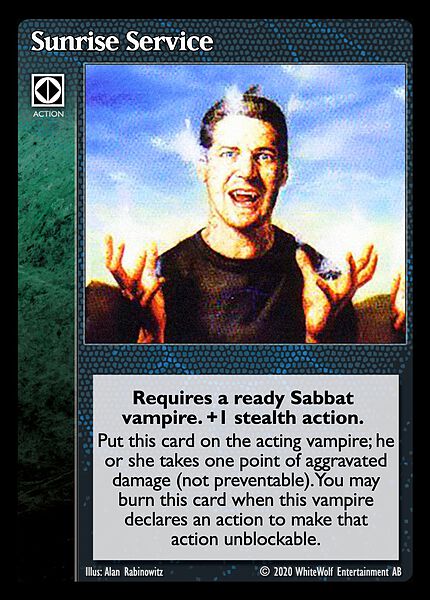 Sunrise Service
ACTION
Requires a ready Sabbat
vampire. +1 stealth action.
Put this card on the acting vampire; he
or she takes one point of aggravated
damage (not preventable). You may
burn this card when this vampire
declares an action to make that
action unblockable.
Illus: Alan Rabinowitz © 2020 WhiteWolf Entertainment AB